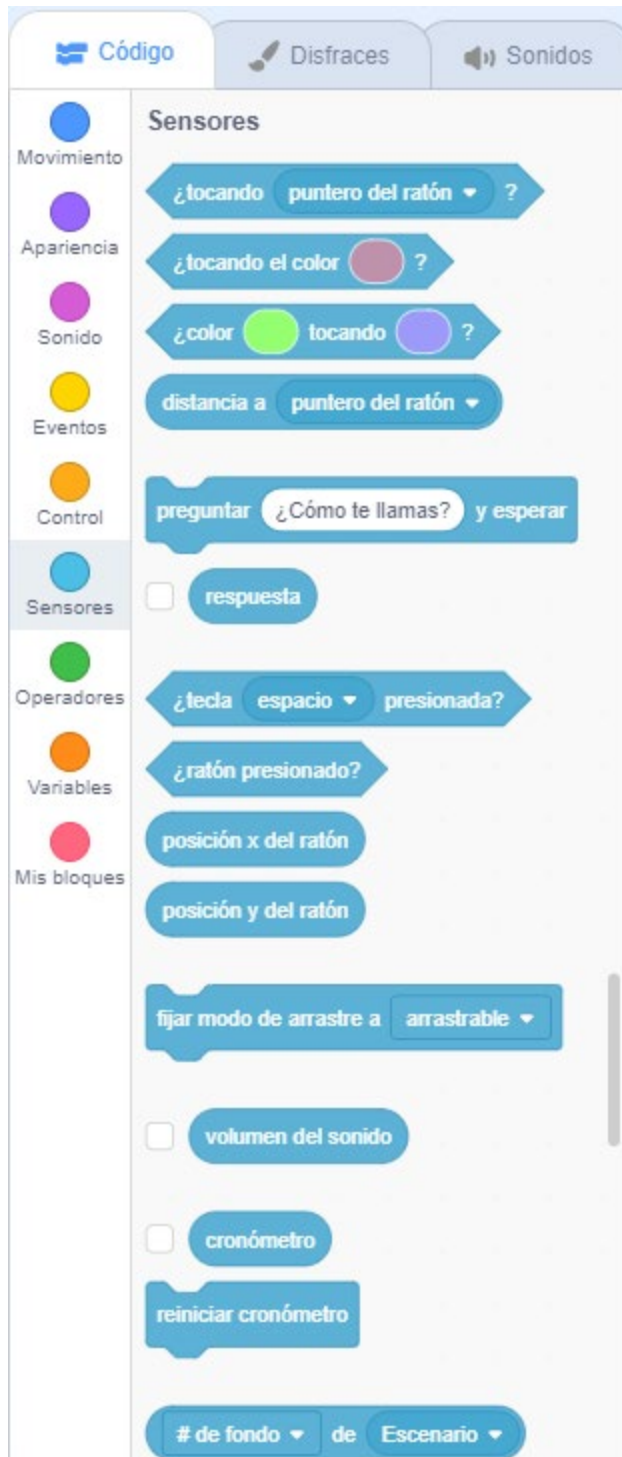 Código Disfraces Sonidos
Movimiento
Apariencia
Sonido
Eventos
Control
Sensores
Operadores
Variables
Mis bloques
Sensores
¿tocando puntero del ratón ?
¿tocando el color ?
¿color tocando ?
distancia a puntero del ratón
preguntar ¿Cómo te llamas? y esperar
respuesta
¿tecla espacio presionada?
¿ratón presionado?
posición x del ratón
posición y del ratón
fijar modo de arrastre a arrastrable
volumen del sonido
cronómetro
reiniciar cronómetro
# de fondo de Escenario